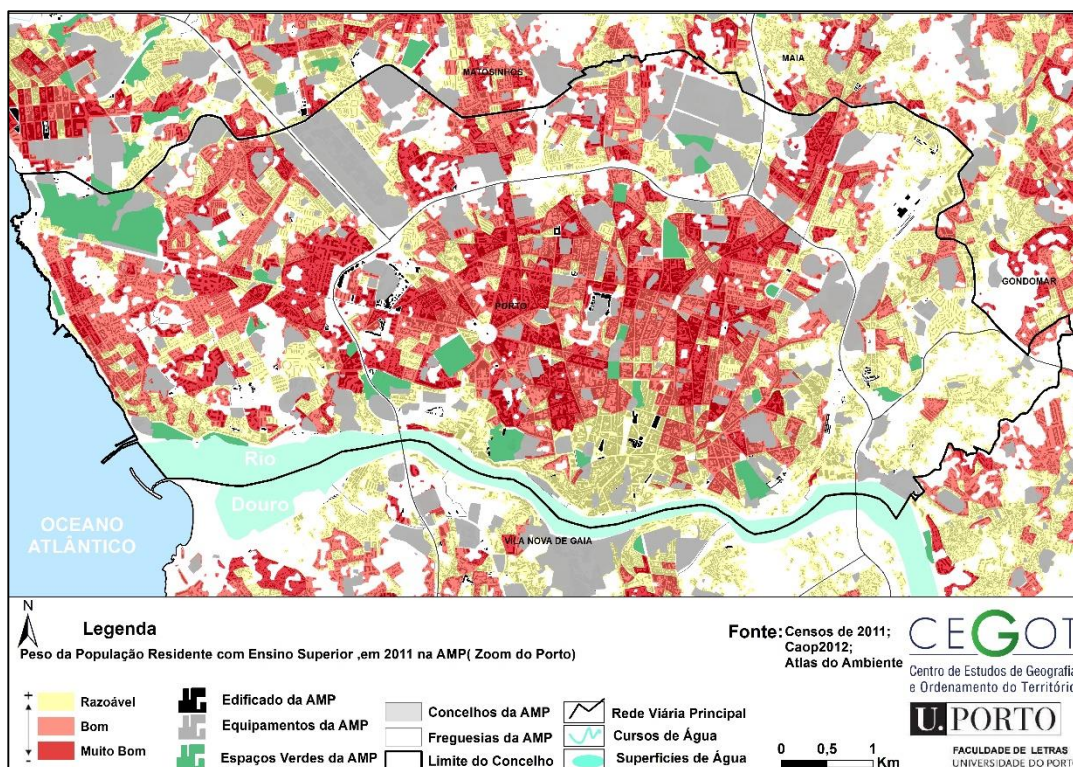 MATOSINHOS
MAIA
GONDOMAR
PORTO
Rio
Douro
OCEANO
ATLÂNTICO
VILA NOVA DE GAIA
N
Legenda
Peso da População Residente com Ensino Superior ,em 2011 na AMP( Zoom do Porto)
+
Razoável
Bom
Muito Bom
-
Edificado da AMP
Equipamentos da AMP
Espaços Verdes da AMP
Concelhos da AMP
Freguesias da AMP
Limite do Concelho
Rede Viária Principal
Cursos de Água
Superfícies de Água
Fonte: Censos de 2011;
Caop2012;
Atlas do Ambiente
0 0,5 1
Km
CEGOT
Centro de Estudos de Geografia
e Ordenamento do Território
U. PORTO
FACULDADE DE LETRAS
UNIVERSIDADE DO PORTO